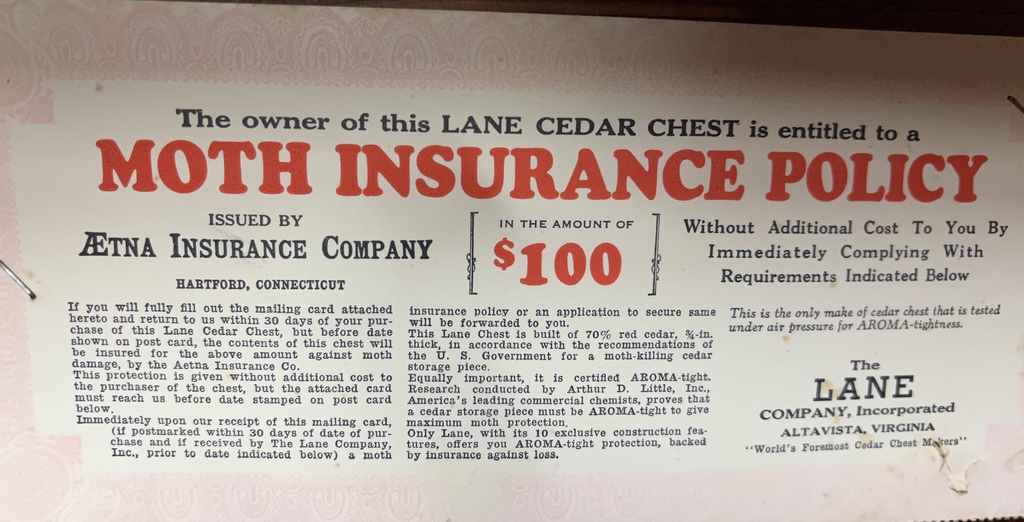 The owner of this LANE CEDAR CHEST is entitled to a
MOTH INSURANCE POLICY
ISSUED BY
ÆTNA INSURANCE COMPANY
HARTFORD, CONNECTICUT
IN THE AMOUNT OF
$100
Without Additional Cost To You By
Immediately Complying With
Requirements Indicated Below
If you will fully fill out the mailing card attached
hereto and return to us within 30 days of your pur-
chase of this Lane Cedar Chest, but before date
shown on post card, the contents of this chest will
be insured for the above amount against moth
damage, by the Aetna Insurance Co.
This protection is given without additional cost to
the purchaser of the chest, but the attached card
must reach us before date stamped on post card
below.
Immediately upon our receipt of this mailing card,
(if postmarked within 30 days of date of pur-
chase and if received by The Lane Company,
Inc., prior to date indicated below) a moth
insurance policy or an application to secure same
will be forwarded to you.
This Lane Chest is built of 70% red cedar, ¾-in.
thick, in accordance with the recommendations of
the U. S. Government for a moth-killing cedar
storage piece.
Equally important, it is certified AROMA-tight.
Research conducted by Arthur D. Little, Inc.,
America's leading commercial chemists, proves that
a cedar storage piece must be AROMA-tight to give
maximum moth protection.
Only Lane, with its 10 exclusive construction fea-
tures, offers you AROMA-tight protection, backed
by insurance against loss.
This is the only make of cedar chest that is tested
under air pressure for AROMA-tightness.
The
LANE
COMPANY, Incorporated
ALTAVISTA, VIRGINIA
"World's Foremost Cedar Chest Makers"